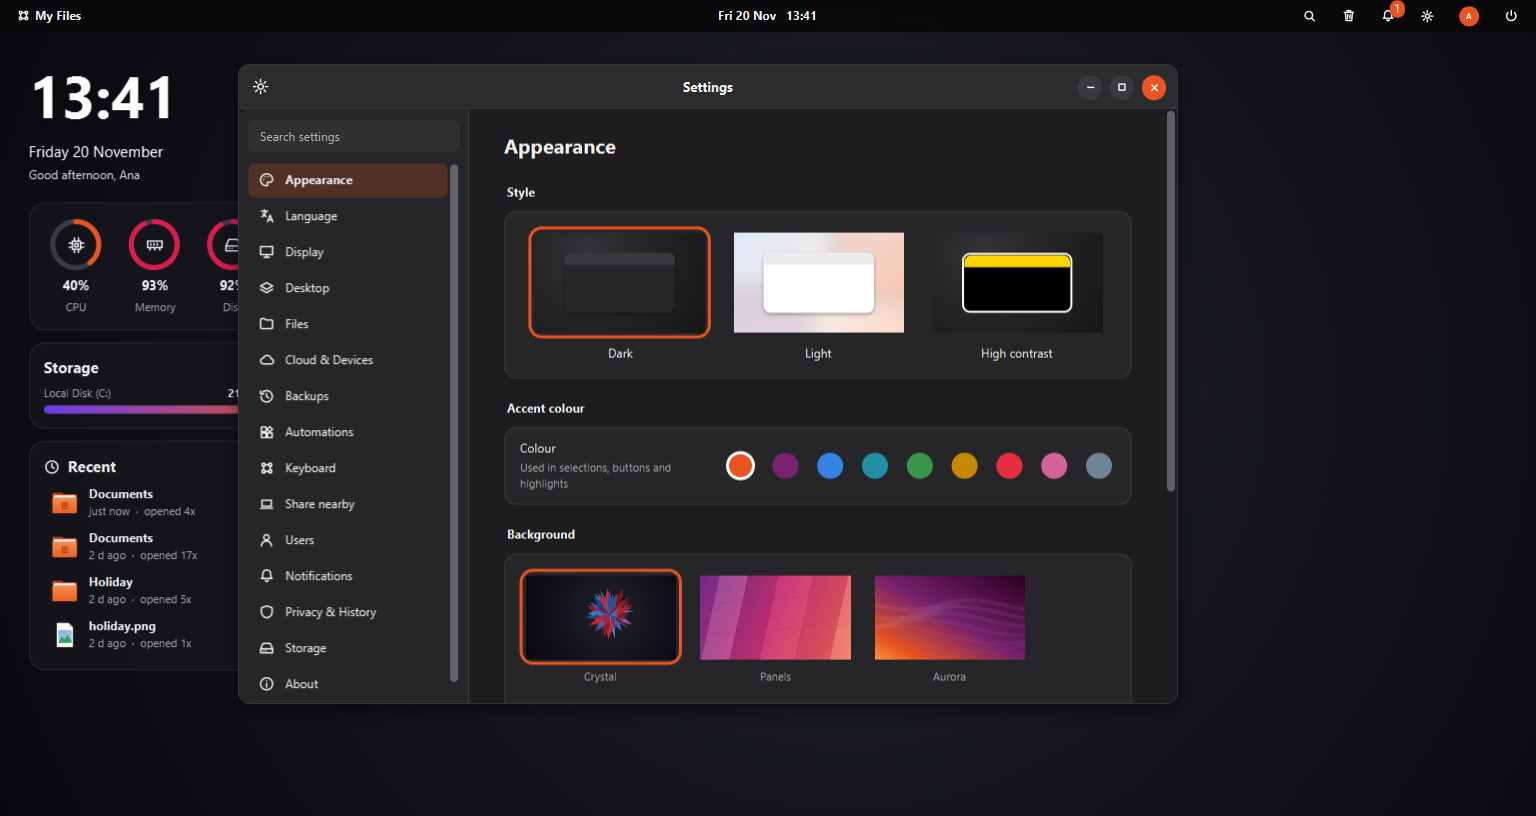 My Files
Fri 20 Nov 13:41
1
A
13:41
Friday 20 November
Good afternoon, Ana
40%
93%
92%
CPU
Memory
Dis
Storage
Local Disk (C:)
21
Recent
Documents
just now · opened 4x
Documents
2 d ago · opened 17x
Holiday
2 d ago · opened 5x
holiday.png
2 d ago · opened 1x
Settings
Search settings
Appearance
Language
Display
Desktop
Files
Cloud & Devices
Backups
Automations
Keyboard
Share nearby
Users
Notifications
Privacy & History
Storage
About
Appearance
Style
Dark
Light
High contrast
Accent colour
Colour
Used in selections, buttons and
highlights
Background
Crystal
Panels
Aurora